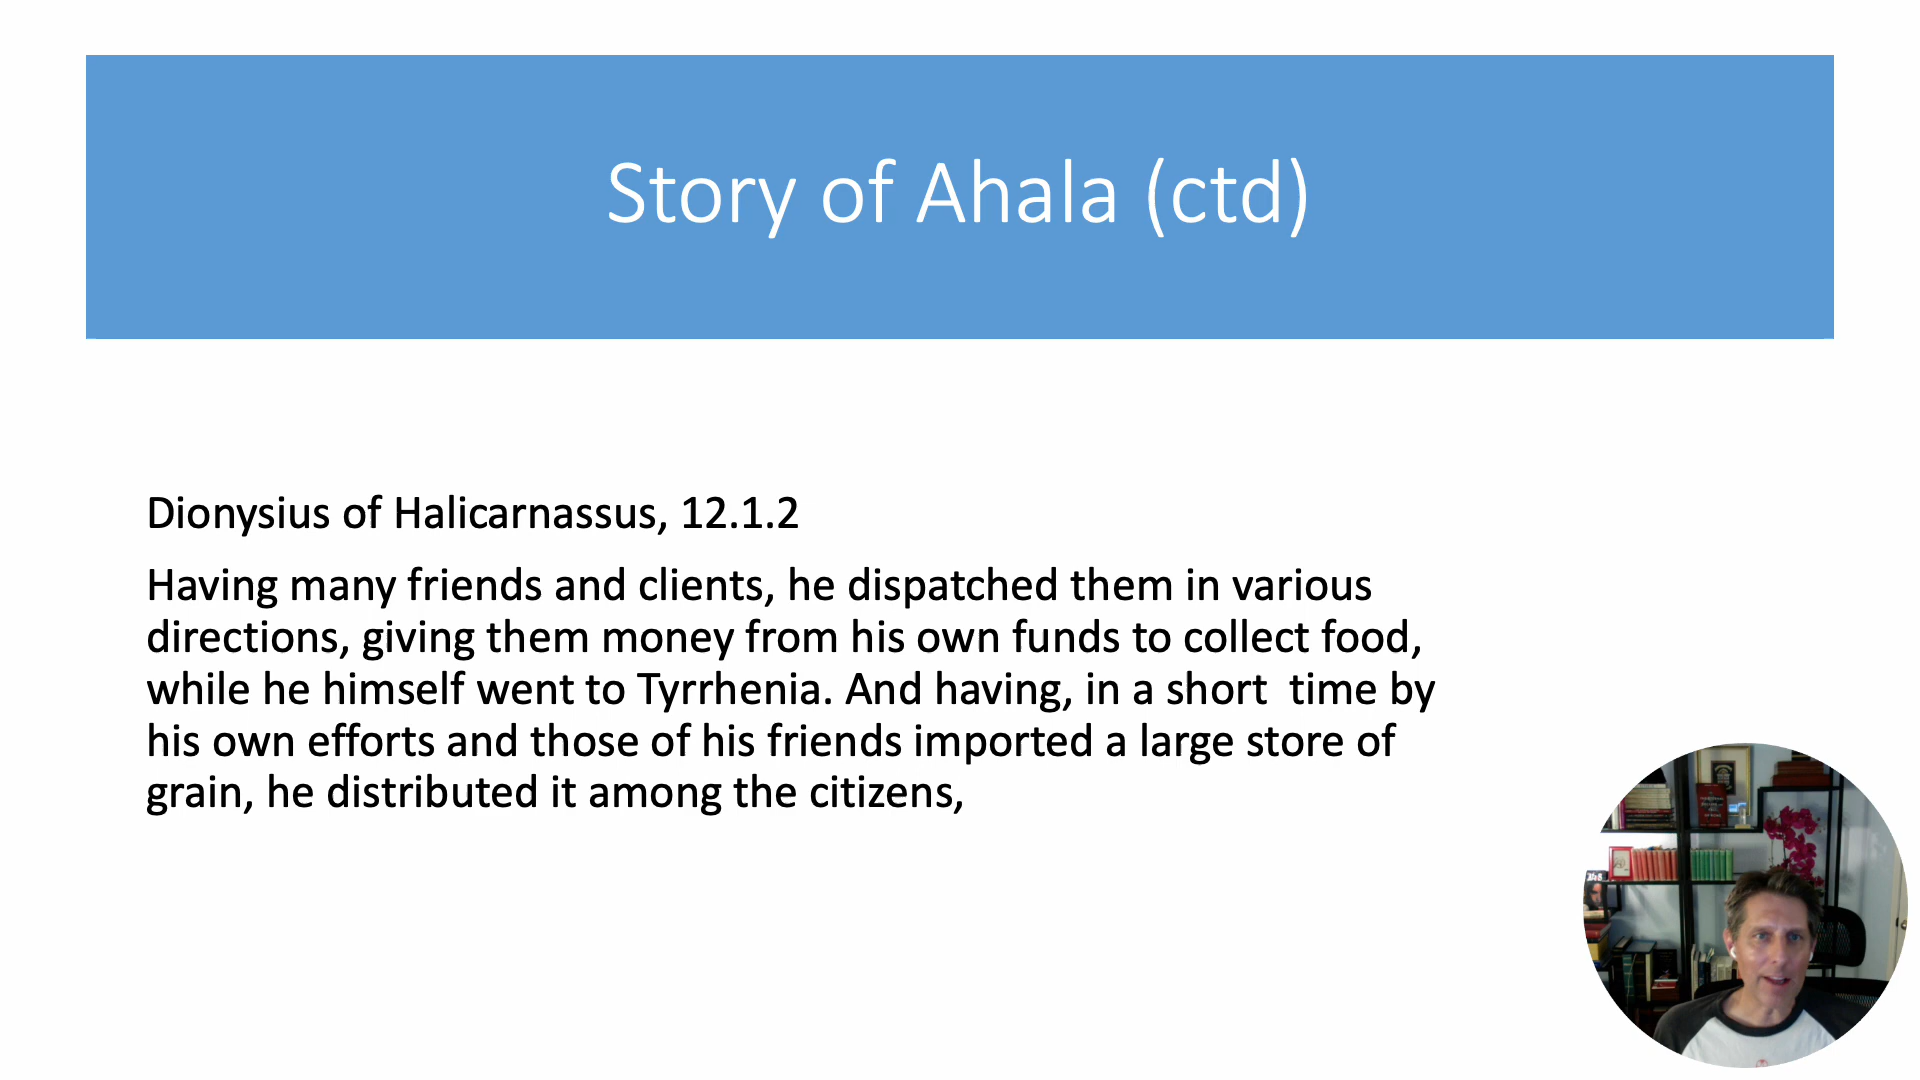 Story of Ahala (ctd)
Dionysius of Halicarnassus, 12.1.2
Having many friends and clients, he dispatched them in various
directions, giving them money from his own funds to collect food,
while he himself went to Tyrrhenia. And having, in a short  time by
his own efforts and those of his friends imported a large store of
grain, he distributed it among the citizens,